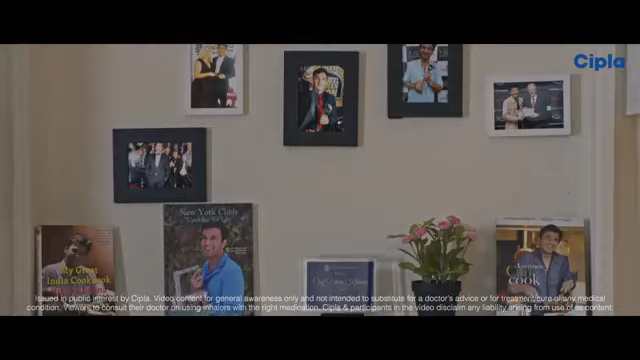 Cipla
New York Chefs
My Great
India Cookbook
Everyone
Can
cook
Issued in public interest by Cipla. Video content for general awareness only and not intended to substitute for a doctor's advice or for treatment/cure of any medical
condition. Viewers to consult their doctor on using inhalers with the right medication. Cipla & participants in the video disclaim any liability arising from use of its content.